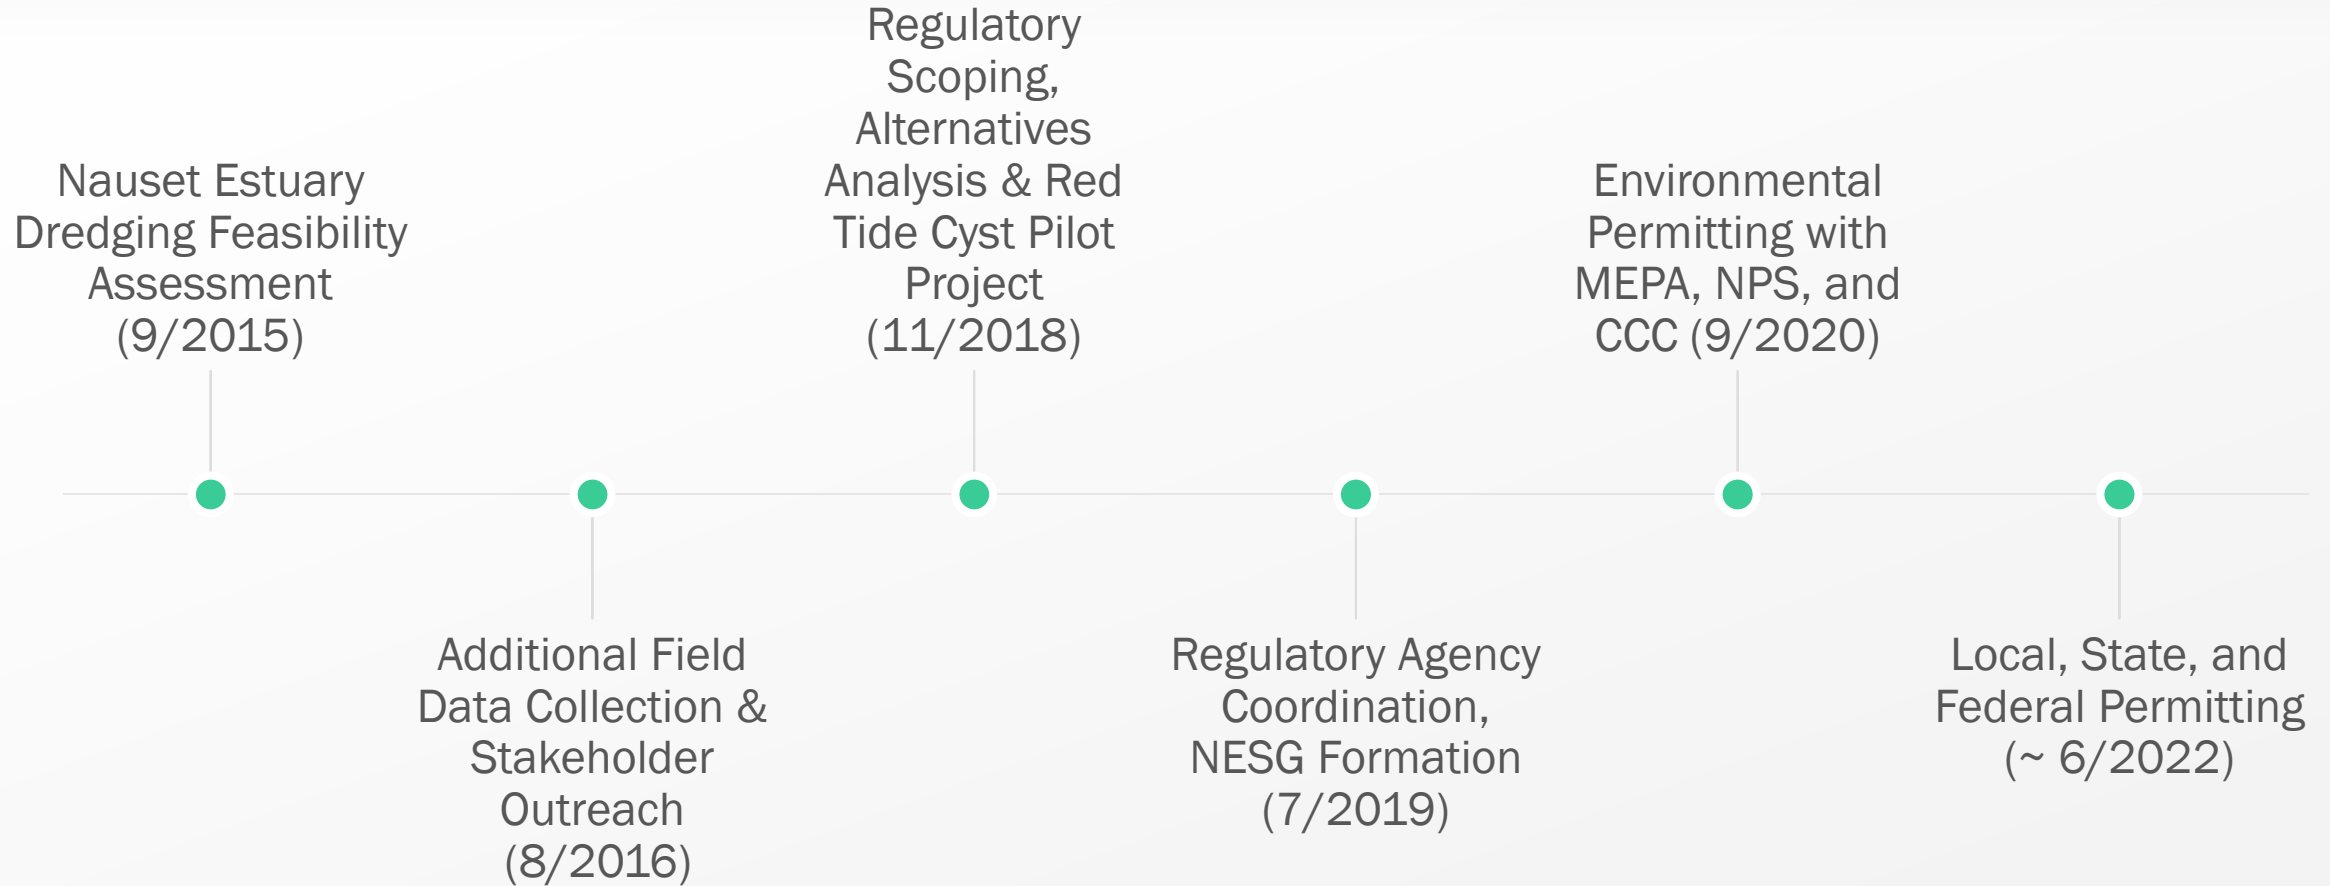 Nauset Estuary
Dredging Feasibility
Assessment
(9/2015)
Additional Field
Data Collection &
Stakeholder
Outreach
(8/2016)
Regulatory
Scoping,
Alternatives
Analysis & Red
Tide Cyst Pilot
Project
(11/2018)
Regulatory Agency
Coordination,
NESG Formation
(7/2019)
Environmental
Permitting with
MEPA, NPS, and
CCC (9/2020)
Local, State, and
Federal Permitting
(~ 6/2022)